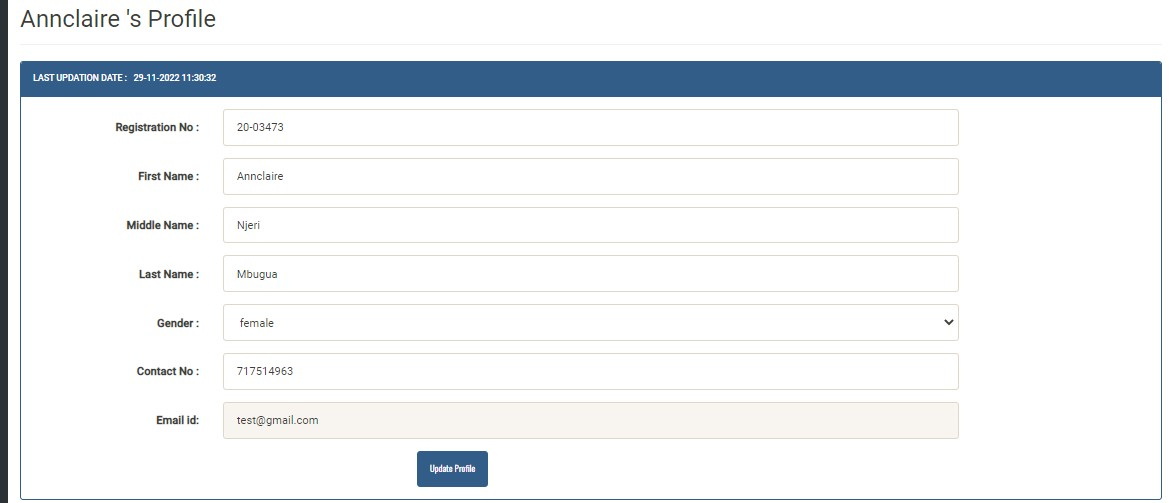 Annclaire 's Profile
LAST UPDATION DATE : 29-11-2022 11:30:32
Registration No : 20-03473
First Name : Annclaire
Middle Name : Njeri
Last Name : Mbugua
Gender : female
Contact No : 717514963
Email id: test@gmail.com
Update Profile